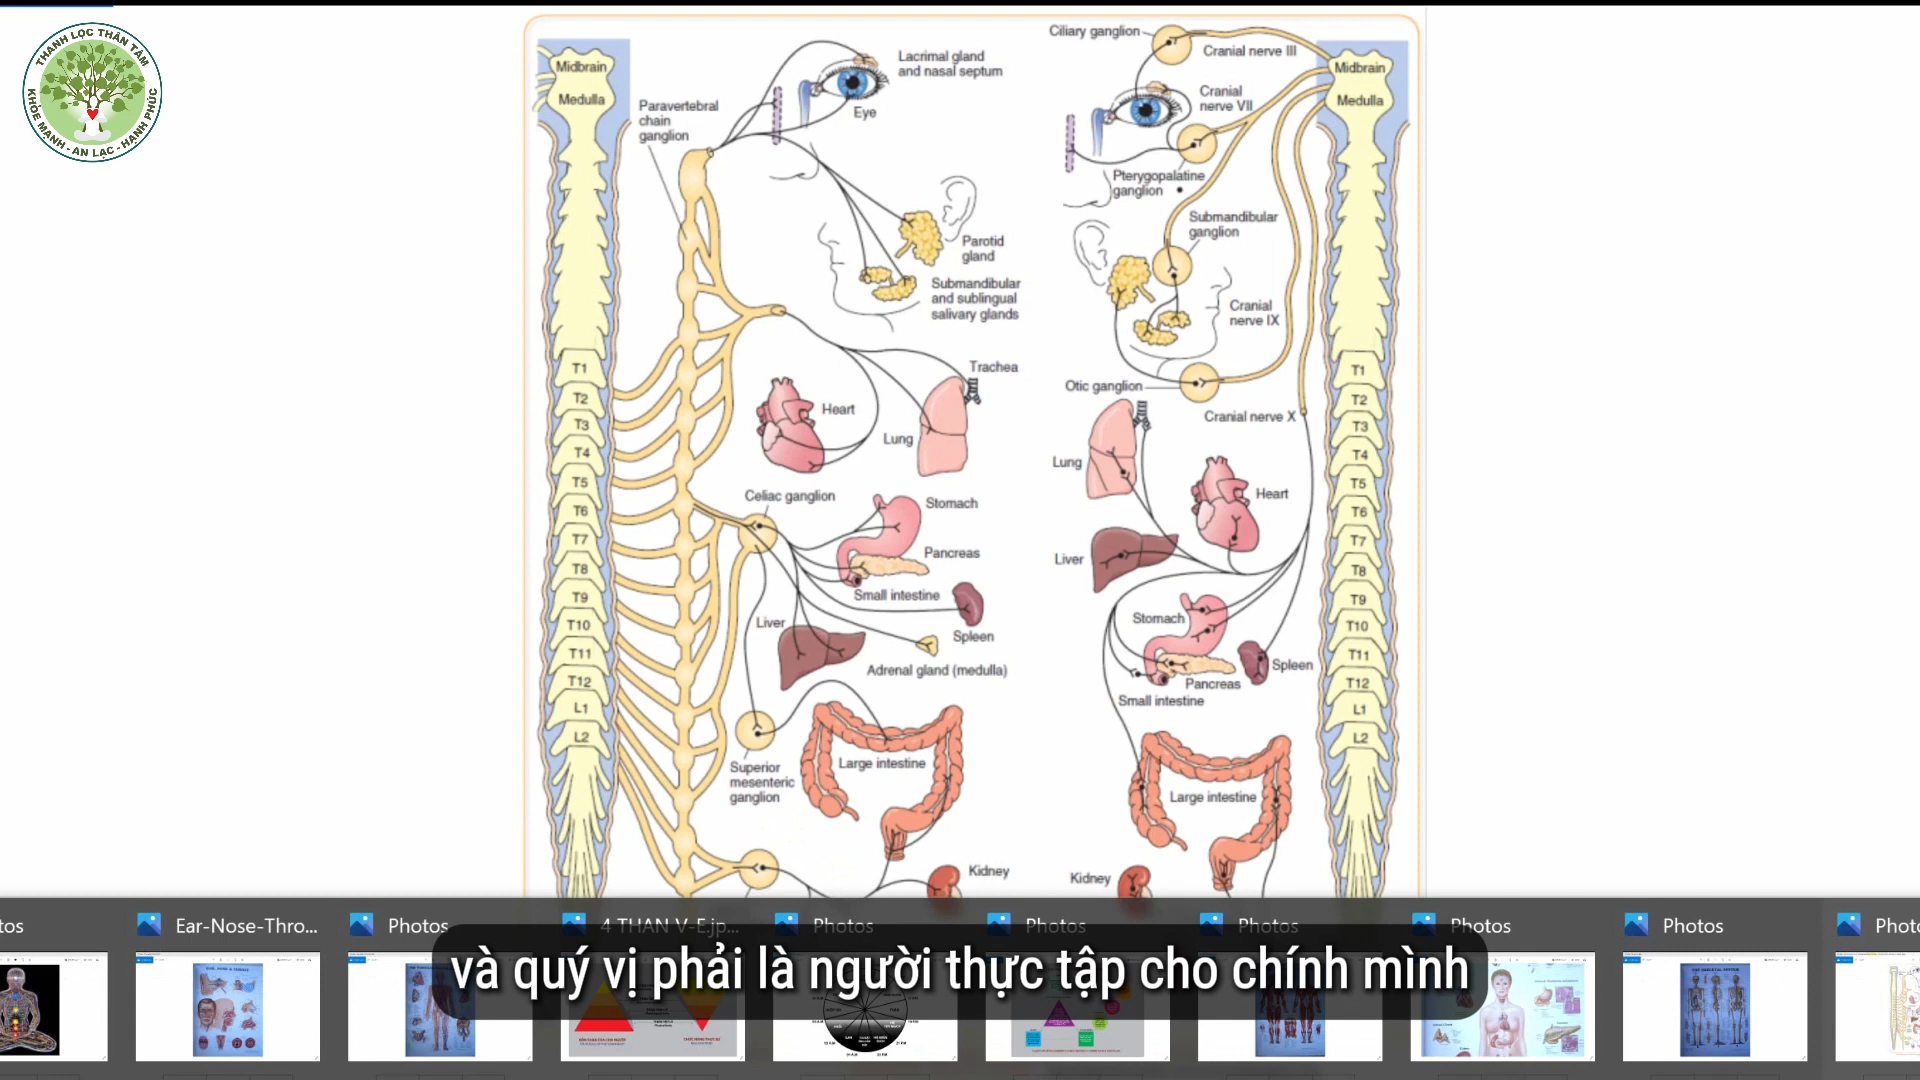 THANH LỌC THÂN TÂM
KHỎE MẠNH - AN LẠC - HẠNH PHÚC
Midbrain
Medulla
Paravertebral
chain
ganglion
Lacrimal gland
and nasal septum
Eye
Parotid
gland
Submandibular
and sublingual
salivary glands
Trachea
Heart
Lung
Celiac ganglion
Stomach
Pancreas
Small intestine
Spleen
Liver
Adrenal gland (medulla)
Large intestine
Superior
mesenteric
ganglion
Kidney
T1
T2
T3
T4
T5
T6
T7
T8
T9
T10
T11
T12
L1
L2
Ciliary ganglion
Cranial nerve III
Cranial
nerve VII
Pterygopalatine
ganglion
Submandibular
ganglion
Cranial
nerve IX
Otic ganglion
Cranial nerve X
Lung
Heart
Liver
Stomach
Spleen
Pancreas
Small intestine
Large intestine
Kidney
Midbrain
Medulla
T1
T2
T3
T4
T5
T6
T7
T8
T9
T10
T11
T12
L1
L2
tos
Ear-Nose-Thro...
Photos
4 THAN V-E.jp...
Photos
Photos
Photos
Photos
Photos
Photo
và quý vị phải là người thực tập cho chính mình